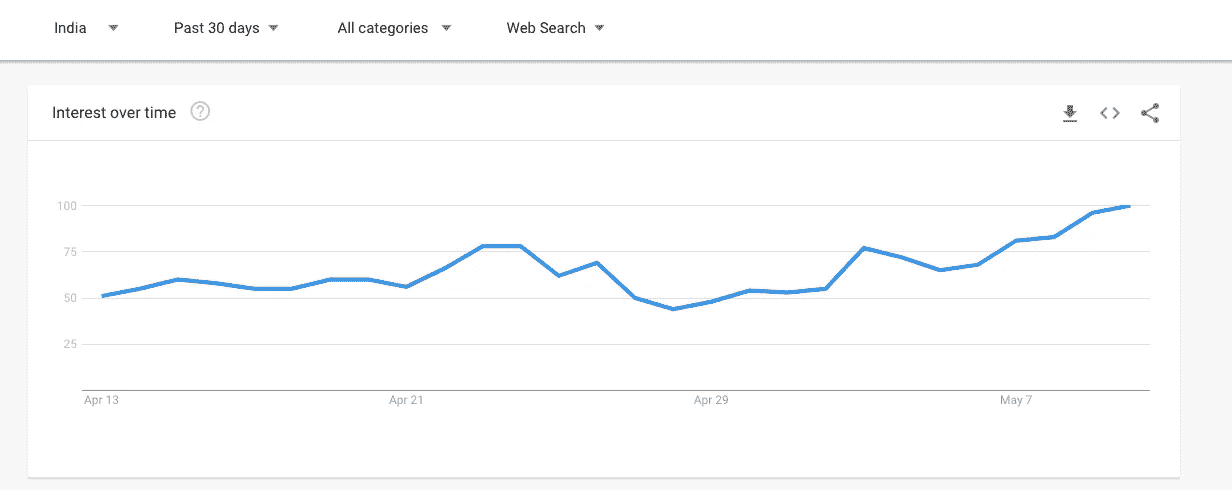 India Past 30 days All categories Web Search
Interest over time ?
100
75
50
25
Apr 13 Apr 21 Apr 29 May 7